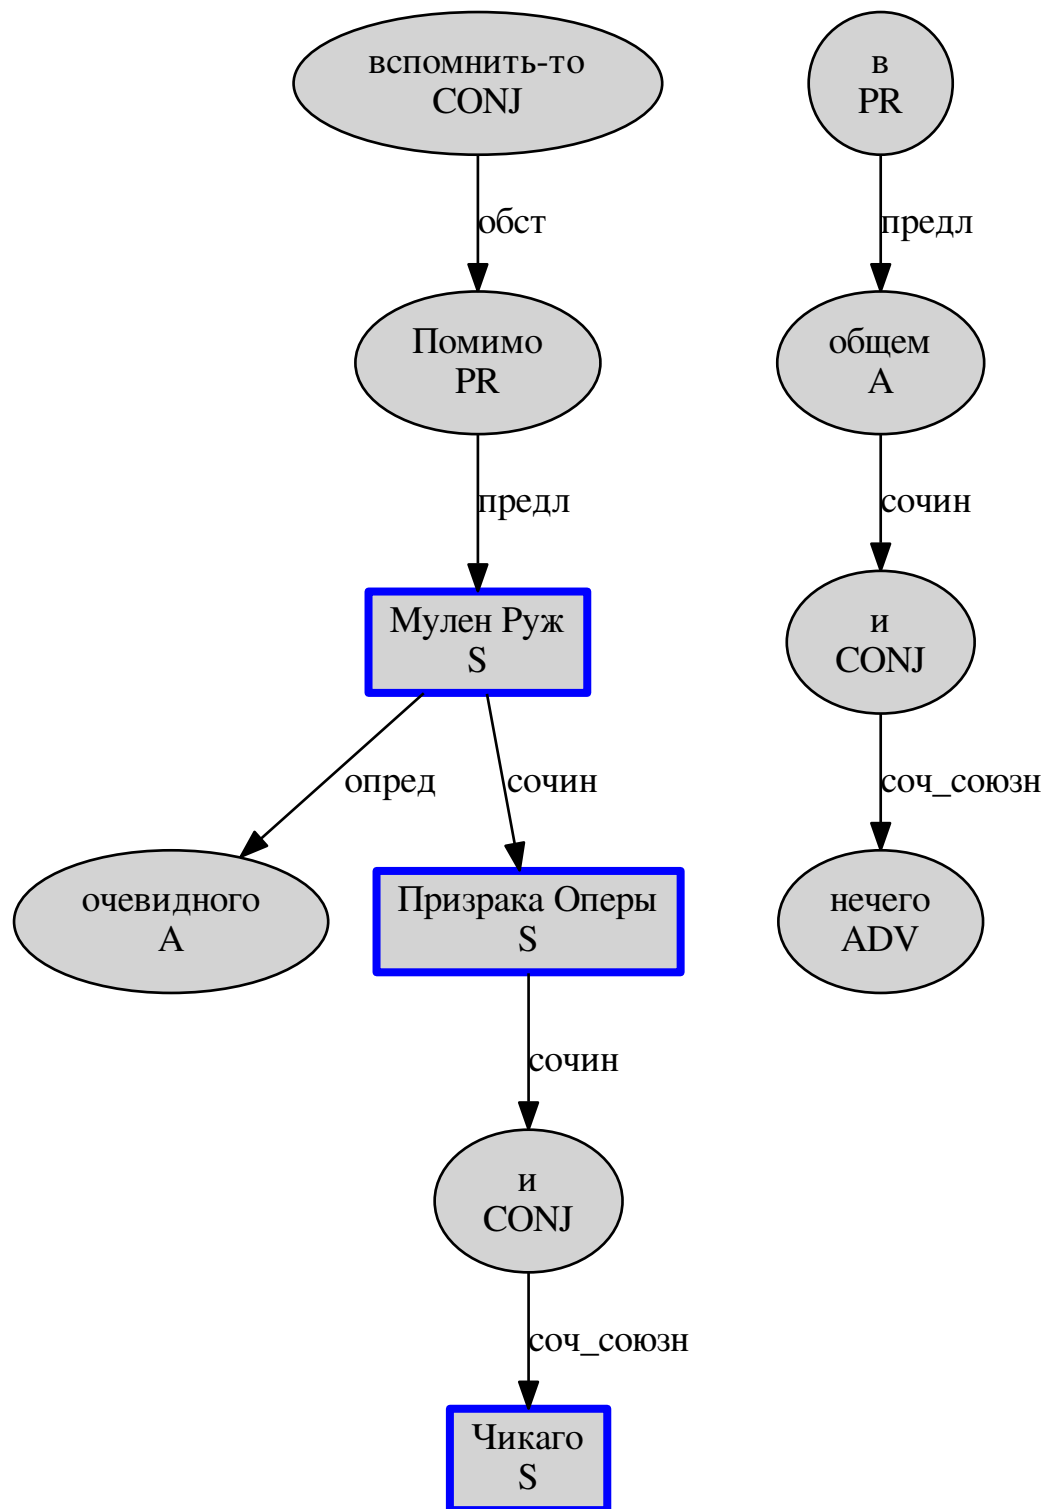 вспомнить-то
CONJ
в
PR
обст
предл
Помимо
PR
общем
A
предл
сочин
Мулен Руж
S
и
CONJ
опред
сочин
соч_союзн
очевидного
A
Призрака Оперы
S
нечего
ADV
сочин
и
CONJ
соч_союзн
Чикаго
S